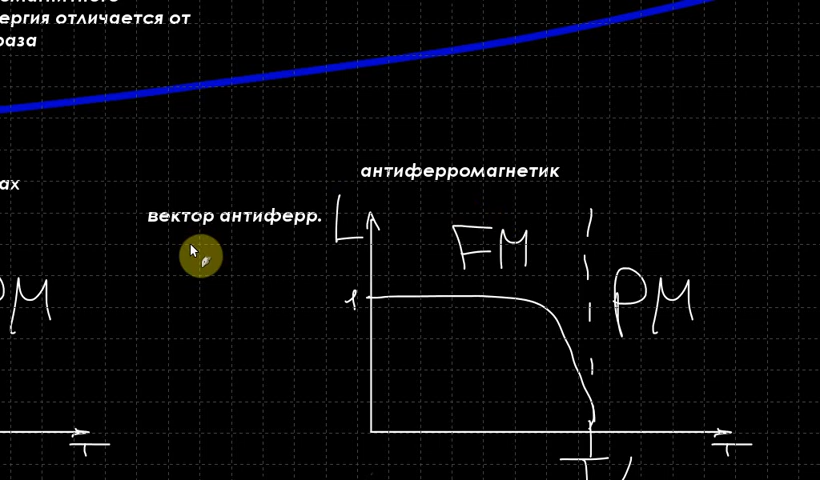 ергия отличается от
раза
ах
антиферромагнетик
вектор антиферр. L
FM
1
PM
PM
T
T
T